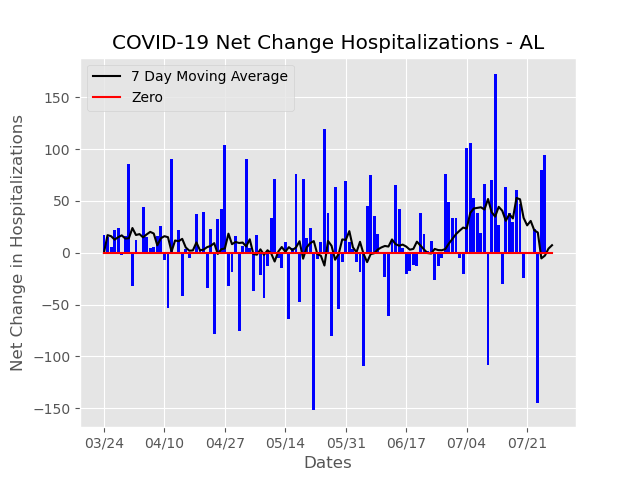 COVID-19 Net Change Hospitalizations - AL
7 Day Moving Average
Zero
Net Change in Hospitalizations
150
100
50
0
−50
−100
−150
03/24 04/10 04/27 05/14 05/31 06/17 07/04 07/21
Dates